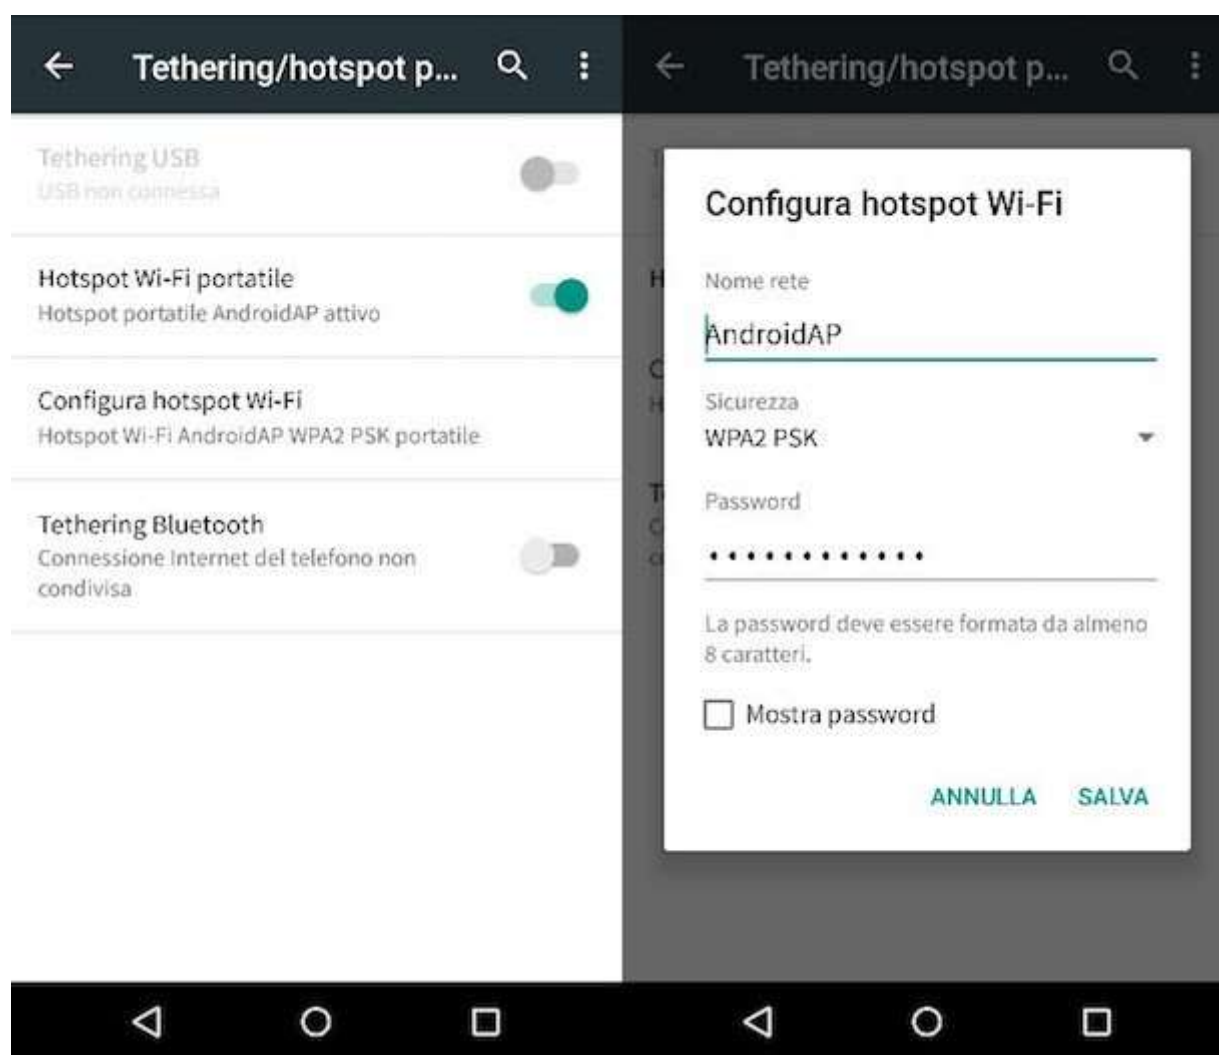 Tethering/hotspot p...
Tethering USB
USB non connessa
Hotspot Wi-Fi portatile
Hotspot portatile AndroidAP attivo
Configura hotspot Wi-Fi
Hotspot Wi-Fi AndroidAP WPA2 PSK portatile
Tethering Bluetooth
Connessione Internet del telefono non
condivisa
Tethering/hotspot p...
Configura hotspot Wi-Fi
Nome rete
AndroidAP
Sicurezza
WPA2 PSK
Password
••••••••••••
La password deve essere formata da almeno
8 caratteri.
Mostra password
ANNULLA SALVA